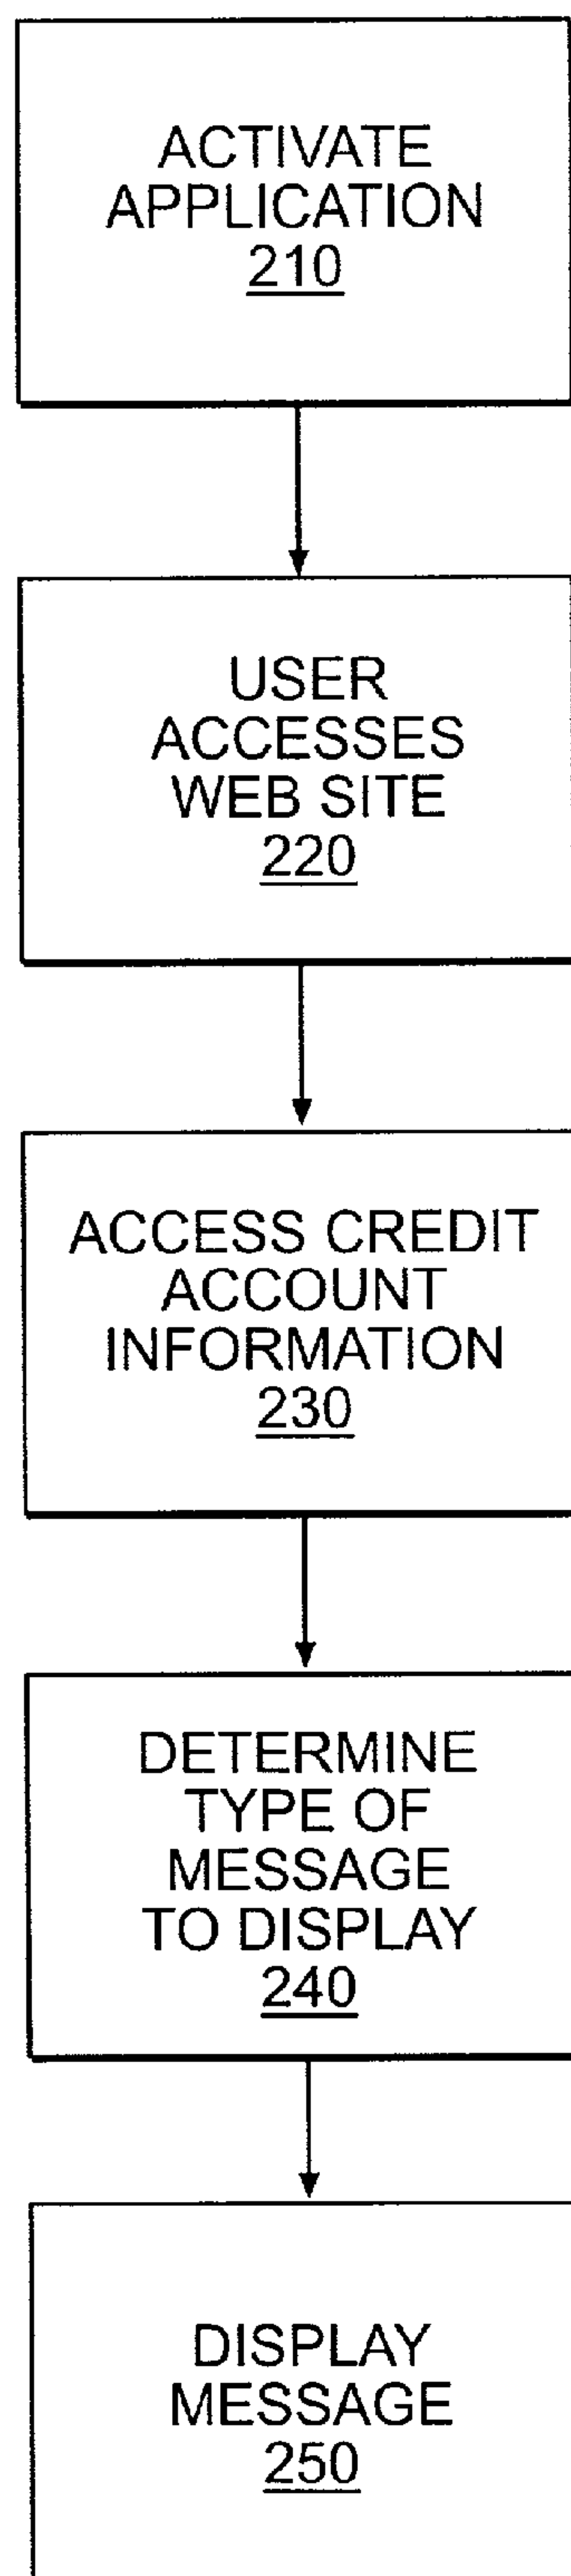 ACTIVATE
APPLICATION
210
USER
ACCESSES
WEB SITE
220
ACCESS CREDIT
ACCOUNT
INFORMATION
230
DETERMINE
TYPE OF
MESSAGE
TO DISPLAY
240
DISPLAY
MESSAGE
250